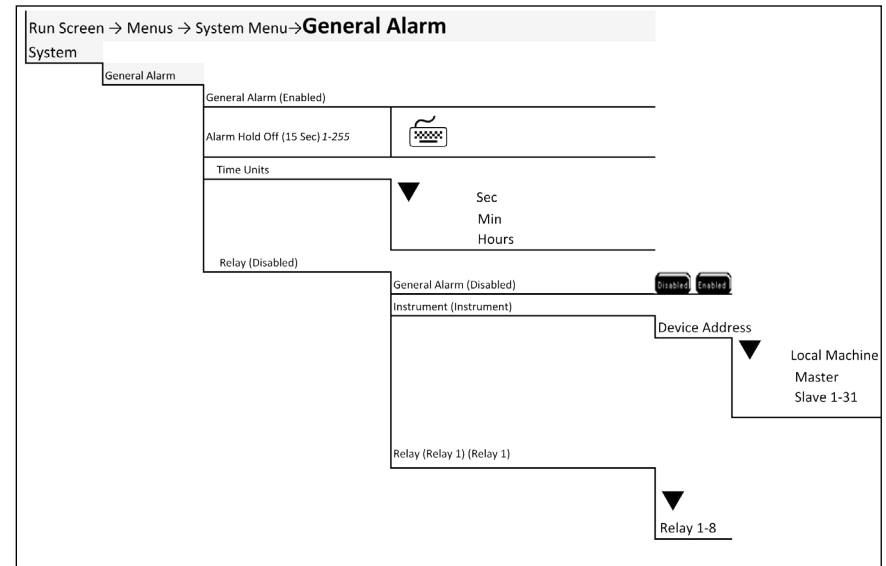 Run Screen → Menus → System Menu→General Alarm
System
General Alarm
General Alarm (Enabled)
Alarm Hold Off (15 Sec) 1-255
Time Units
Sec
Min
Hours
Relay (Disabled)
General Alarm (Disabled)
Disabled Enabled
Instrument (Instrument)
Device Address
Local Machine
Master
Slave 1-31
Relay (Relay 1) (Relay 1)
Relay 1-8